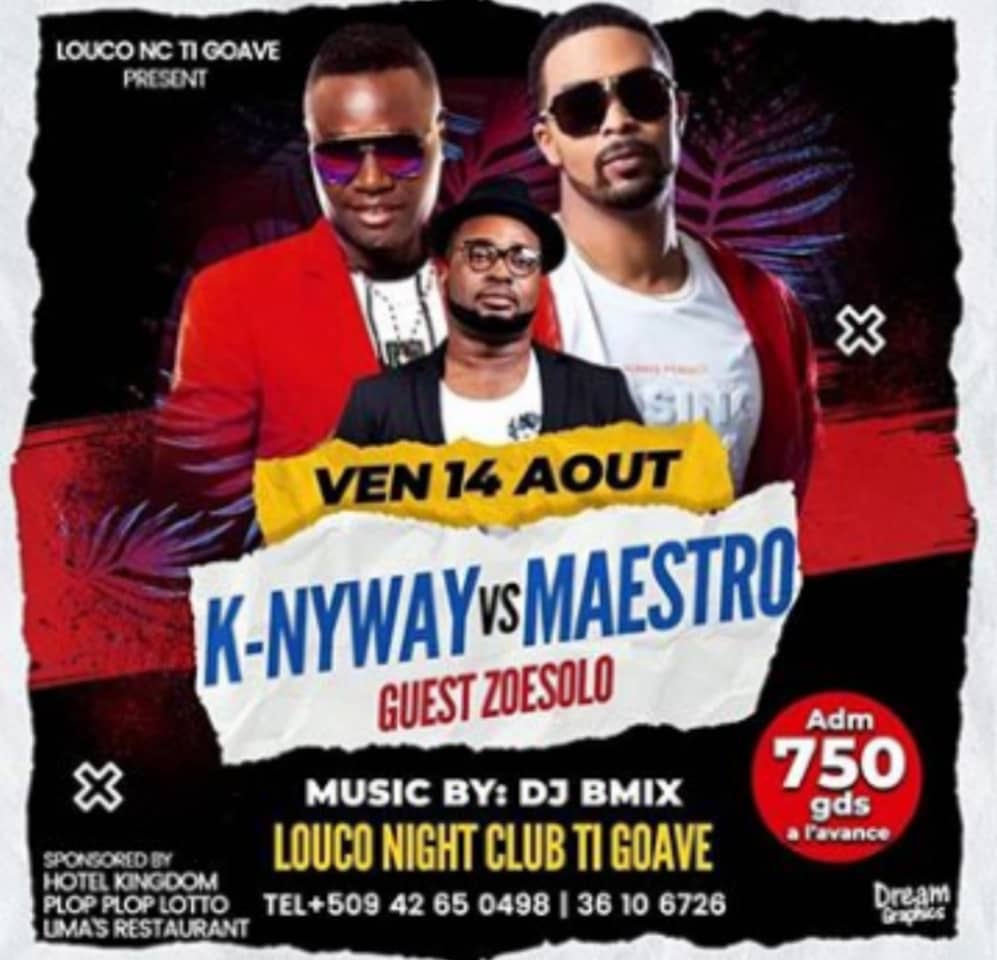 LOUCO NC TI GOAVE
PRESENT
VEN 14 AOUT
K-NYWAY VS MAESTRO
GUEST ZOESOLO
Adm
750
gds
a l'avance
MUSIC BY: DJ BMIX
LOUCO NIGHT CLUB TI GOAVE
TEL+509 42 65 0498 | 36 10 6726
SPONSORED BY
HOTEL KINGDOM
PLOP PLOP LOTTO
LIMA'S RESTAURANT
Dream
Graphics